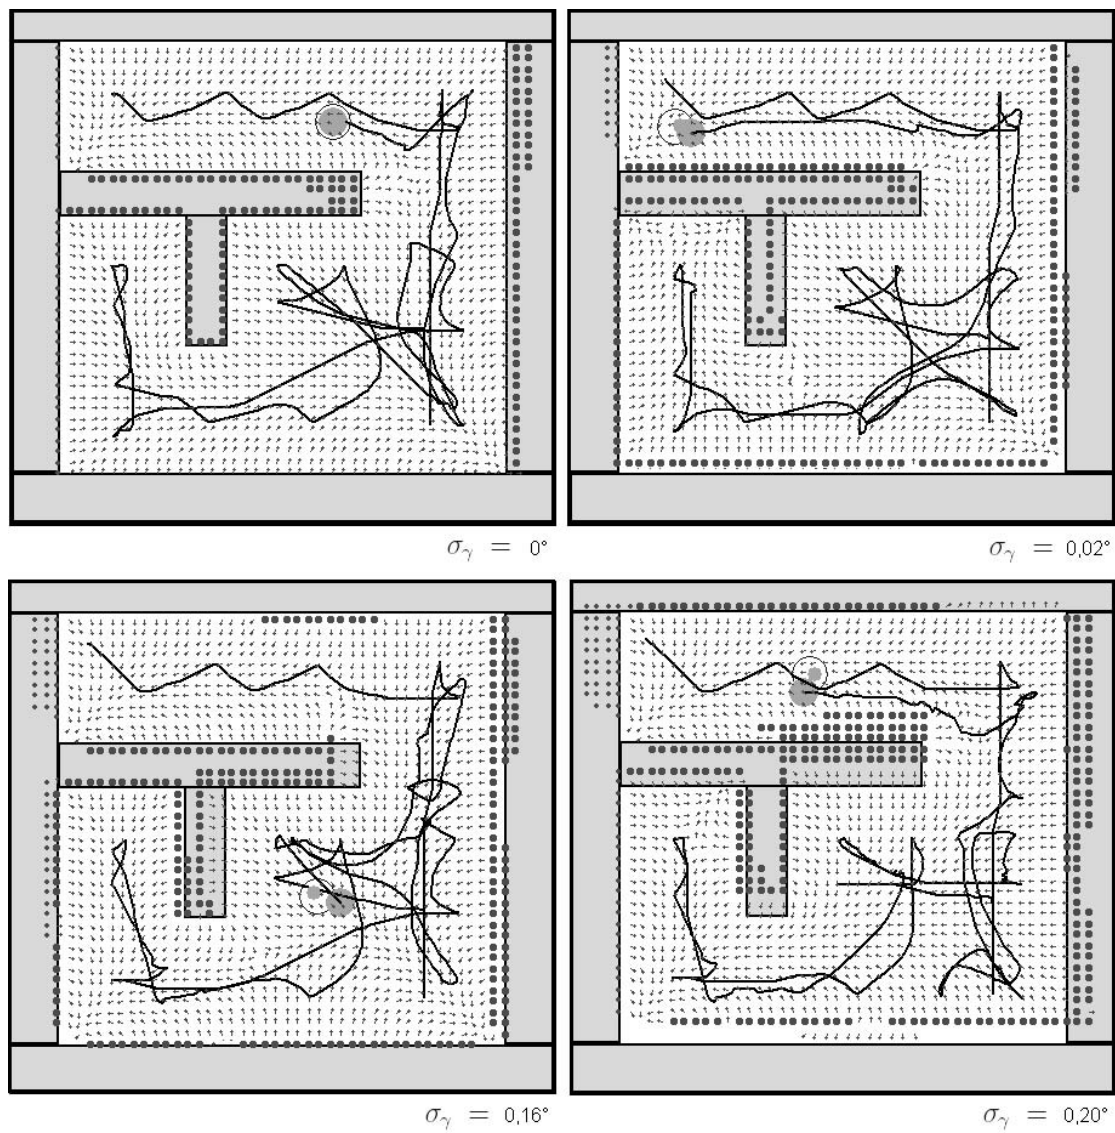 σγ = 0°
σγ = 0,02°
σγ = 0,16°
σγ = 0,20°